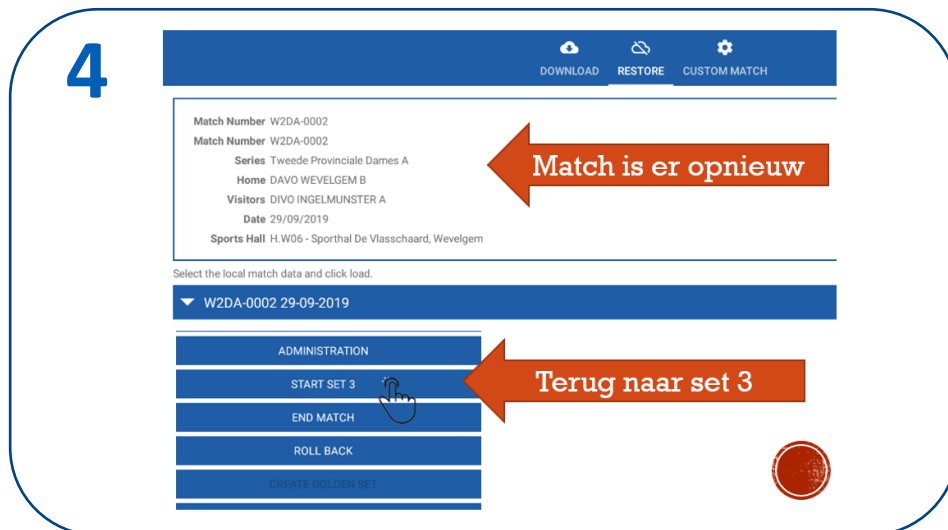 4
DOWNLOAD RESTORE CUSTOM MATCH
Match Number W2DA-0002
Match Number W2DA-0002
Series Tweede Provinciale Dames A
Home DAVO WEVELGEM B
Visitors DIVO INGELMUNSTER A
Date 29/09/2019
Sports Hall H.W06 - Sporthal De Vlasschaard, Wevelgem
Match is er opnieuw
Select the local match data and click load.
W2DA-0002 29-09-2019
ADMINISTRATION
START SET 3
Terug naar set 3
END MATCH
ROLL BACK
CREATE GOLDEN SET